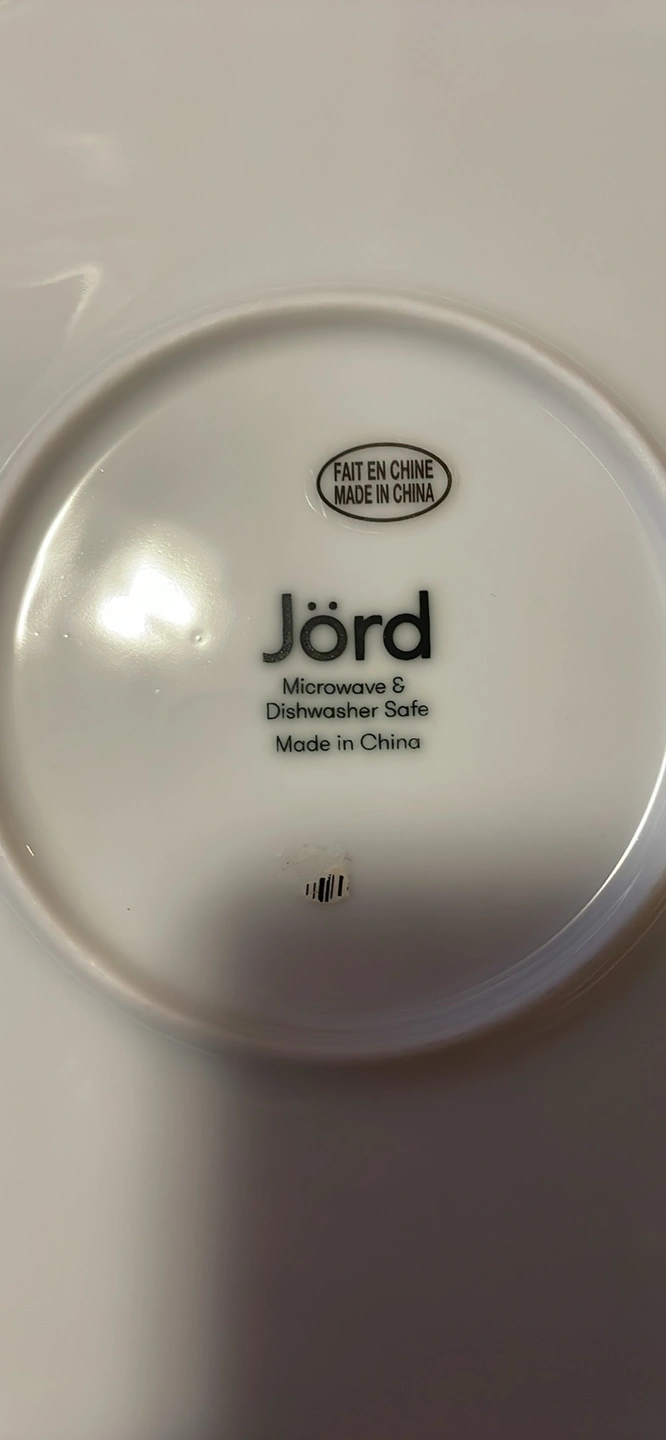 FAIT EN CHINE
MADE IN CHINA
Jörd
Microwave &
Dishwasher Safe
Made in China